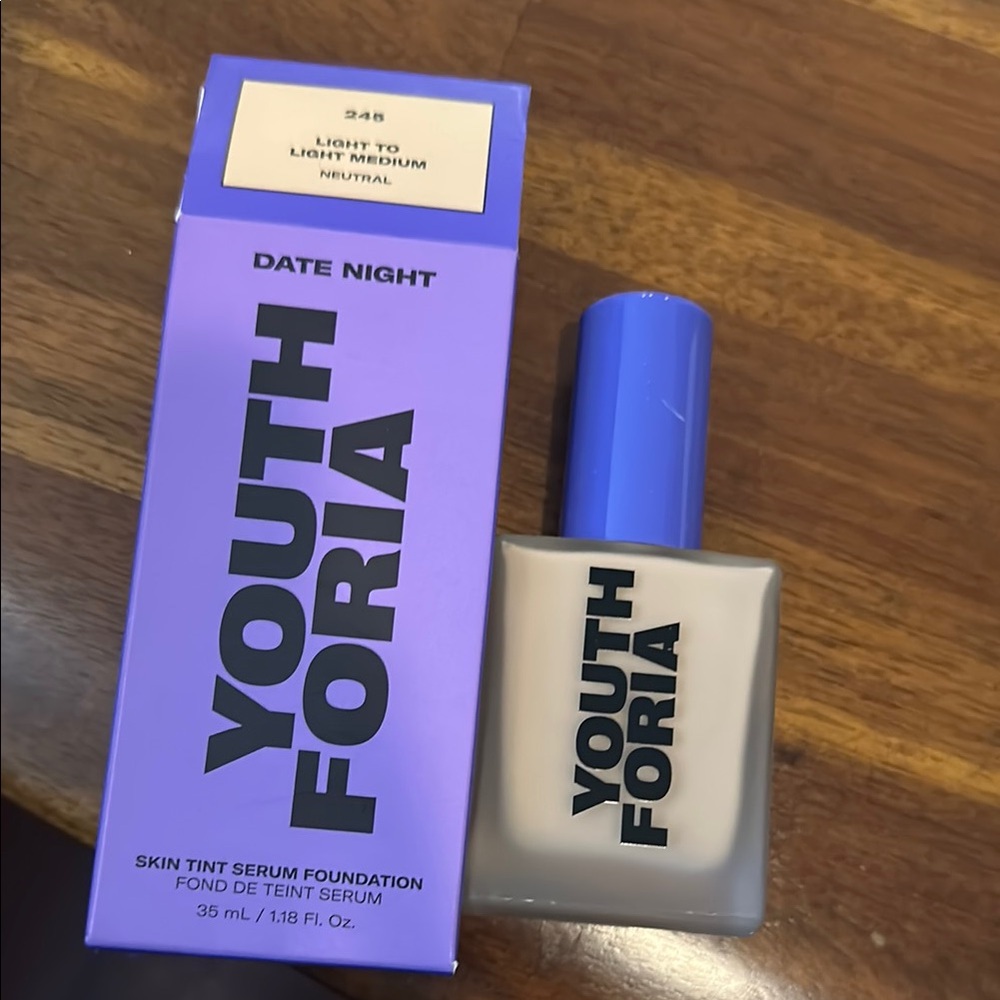 245
LIGHT TO
LIGHT MEDIUM
NEUTRAL
DATE NIGHT
YOUTH
FORIA
SKIN TINT SERUM FOUNDATION
FOND DE TEINT SERUM
35 mL / 1.18 Fl. Oz.
YOUTH
FORIA